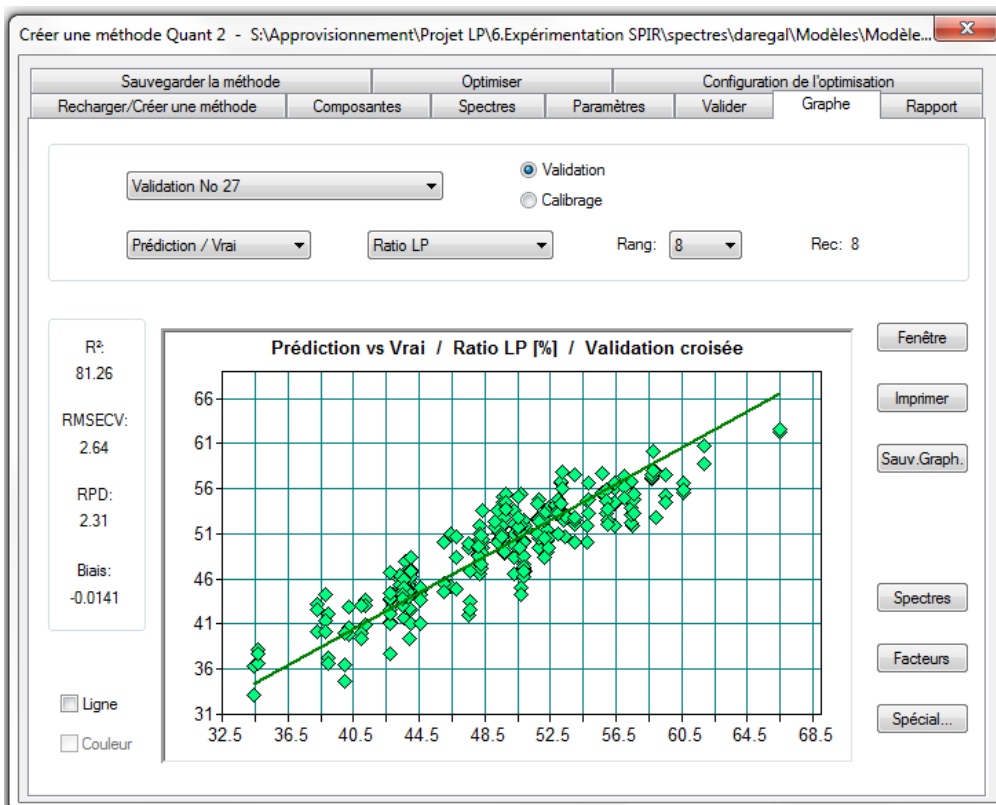 Créer une méthode Quant 2 - S:\Approvisionnement\Projet LP\6.Expérimentation SPIR\spectres\daregal\Modèles\Modèle...
Sauvegarder la méthode Optimiser Configuration de l'optimisation
Recharger/Créer une méthode Composantes Spectres Paramètres Valider Graphe Rapport
Validation No 27
Validation
Calibrage
Prédiction / Vrai Ratio LP Rang: 8 Rec: 8
R²:
81.26
RMSECV:
2.64
RPD:
2.31
Biais:
-0.0141
Ligne
Couleur
Prédiction vs Vrai / Ratio LP [%] / Validation croisée
66
61
56
51
46
41
36
31
32.5 36.5 40.5 44.5 48.5 52.5 56.5 60.5 64.5 68.5
Fenêtre
Imprimer
Sauv.Graph.
Spectres
Facteurs
Spécial...